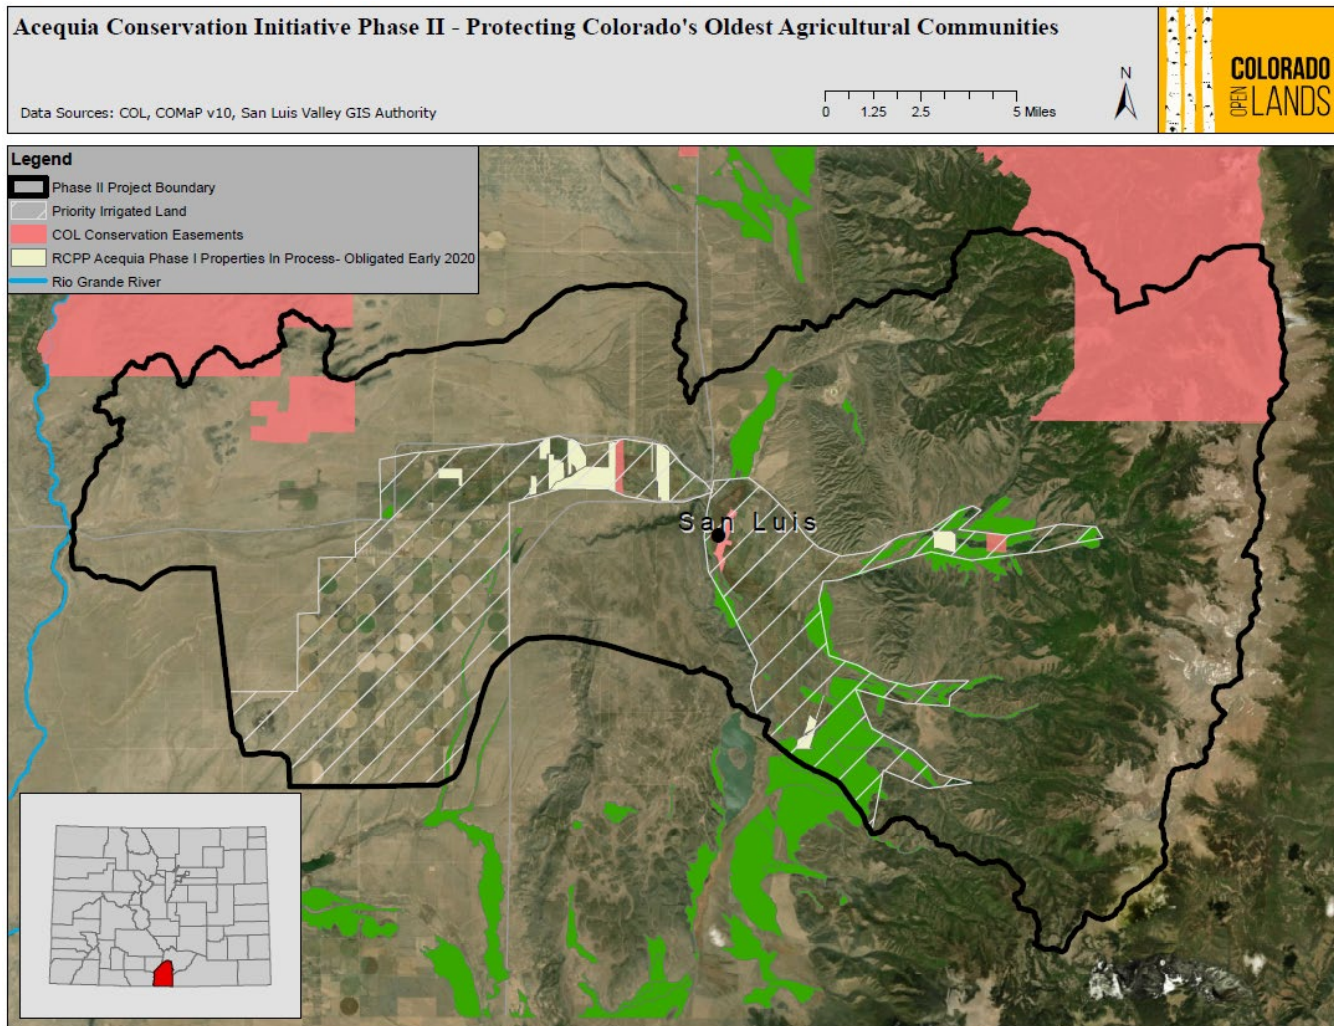 Acequia Conservation Initiative Phase II - Protecting Colorado's Oldest Agricultural Communities
Data Sources: COL, COMaP v10, San Luis Valley GIS Authority
0 1.25 2.5 5 Miles
N
COLORADO
OPEN LANDS
Legend
Phase II Project Boundary
Priority Irrigated Land
COL Conservation Easements
RCPP Acequia Phase I Properties In Process- Obligated Early 2020
Rio Grande River
San Luis